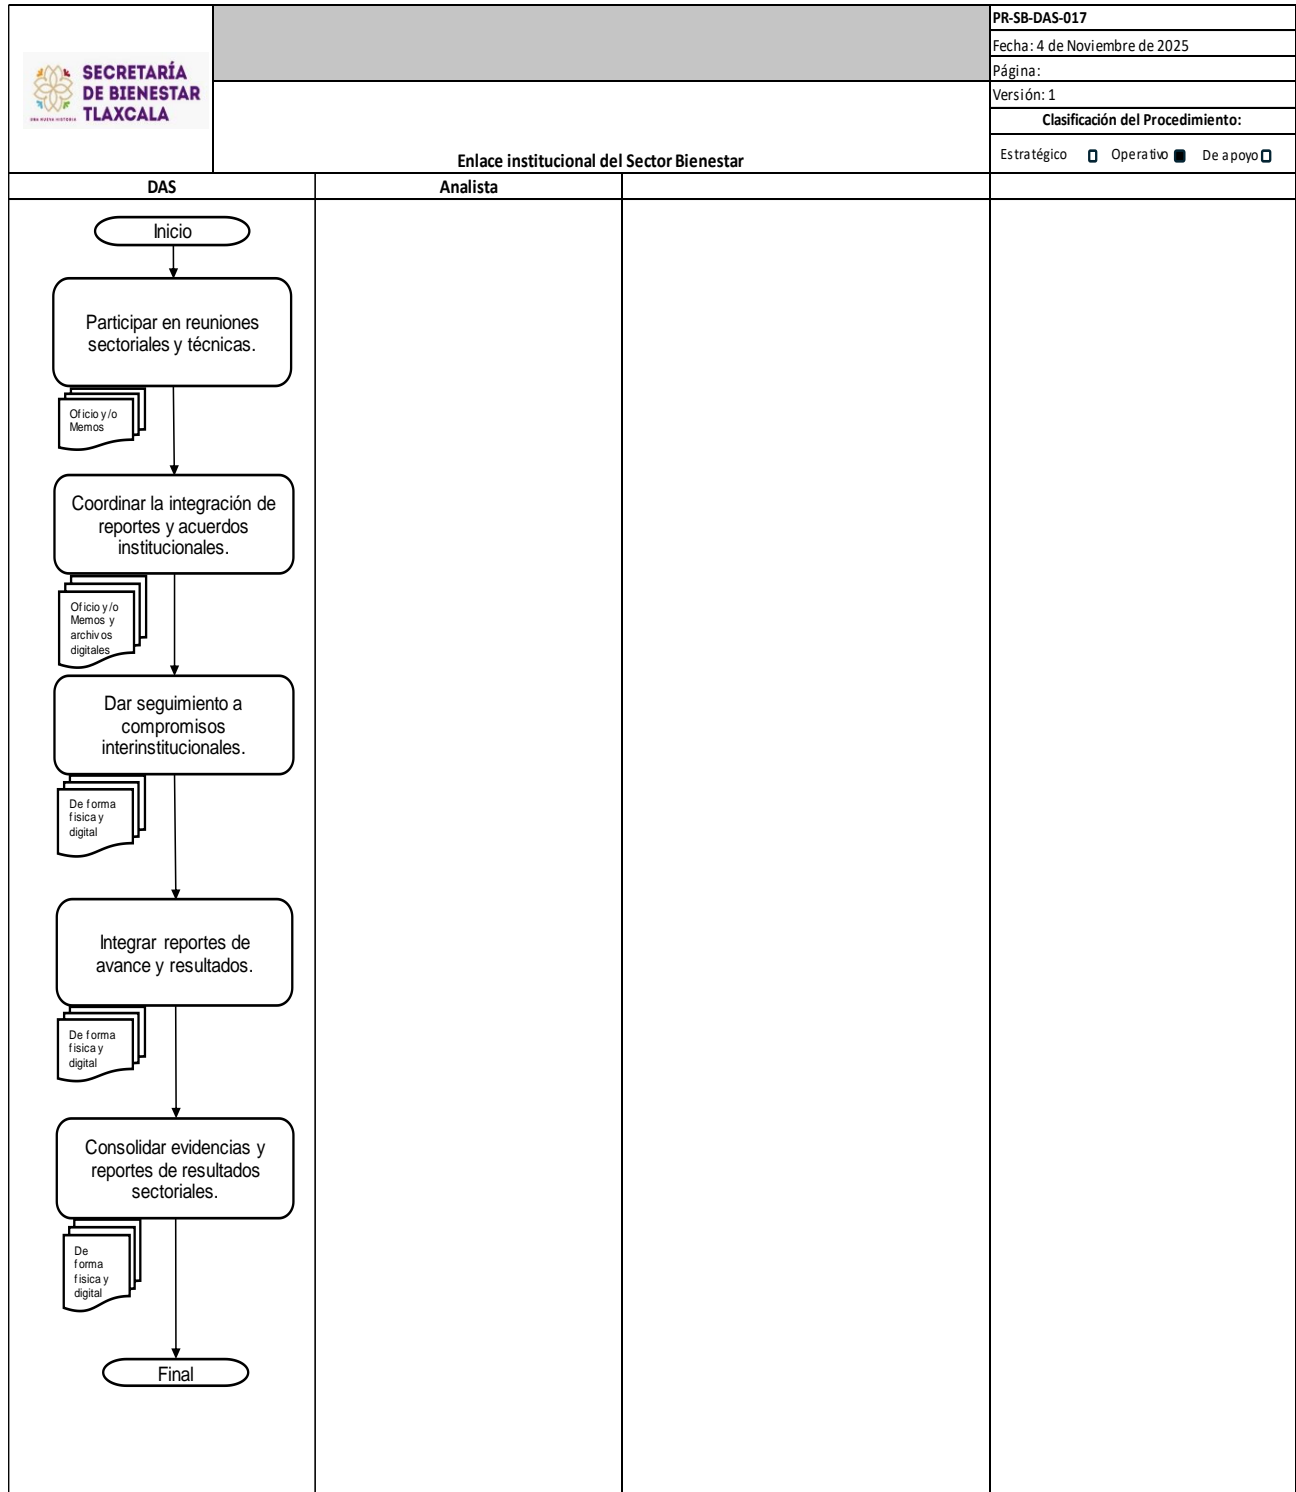 SECRETARÍA
DE BIENESTAR
TLAXCALA
UNA NUEVA HISTORIA
PR-SB-DAS-017
Fecha: 4 de Noviembre de 2025
Página:
Versión: 1
Clasificación del Procedimiento:
Enlace institucional del Sector Bienestar
Estratégico Operativo De apoyo
DAS Analista
Inicio
Participar en reuniones
sectoriales y técnicas.
Oficio y/o
Memos
Coordinar la integración de
reportes y acuerdos
institucionales.
Oficio y/o
Memos y
archivos
digitales
Dar seguimiento a
compromisos
interinstitucionales.
De forma
fisica y
digital
Integrar reportes de
avance y resultados.
De forma
fisica y
digital
Consolidar evidencias y
reportes de resultados
sectoriales.
De
forma
fisica y
digital
Final